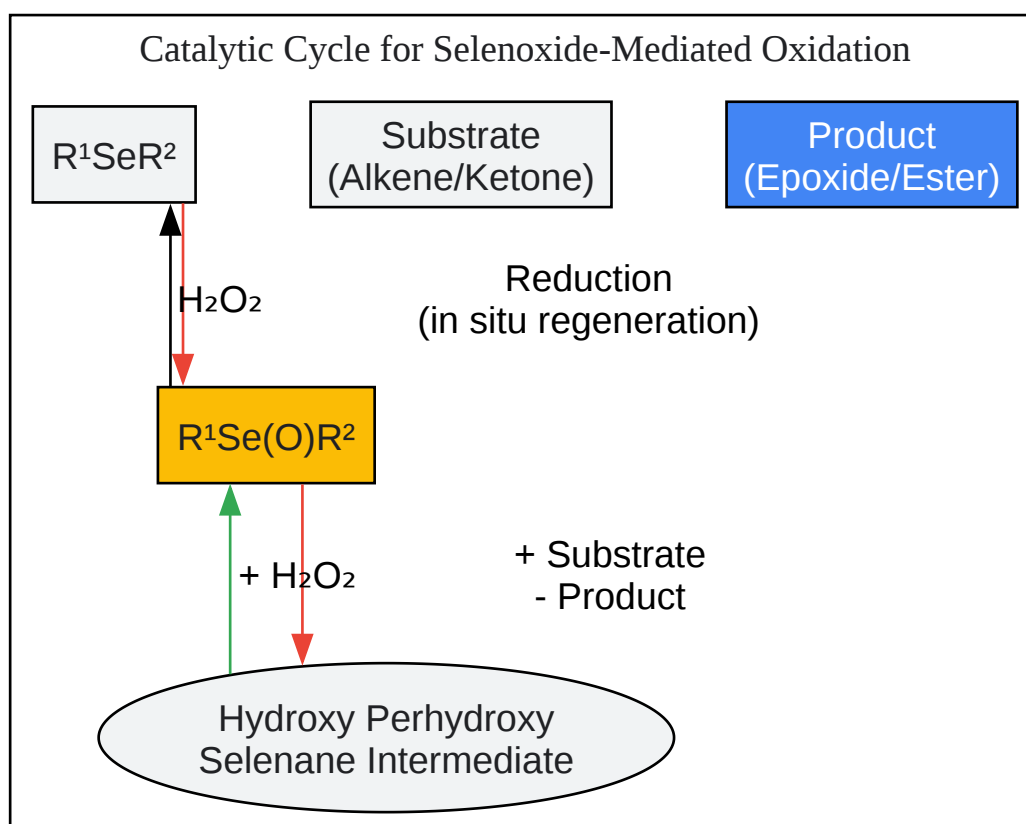 Catalytic Cycle for Selenoxide-Mediated Oxidation
R¹SeR²
Substrate
(Alkene/Ketone)
Product
(Epoxide/Ester)
H₂O₂
Reduction
(in situ regeneration)
R¹Se(O)R²
+ H₂O₂
+ Substrate
- Product
Hydroxy Perhydroxy
Selenane Intermediate